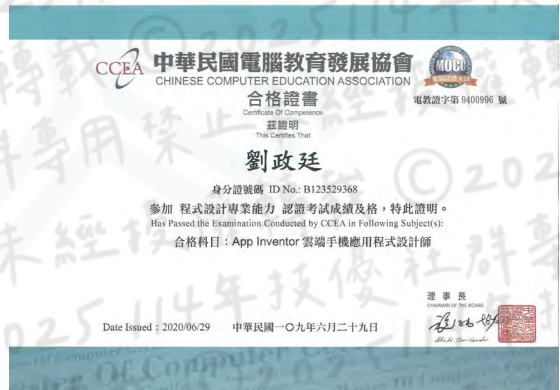 CCEA
中華民國電腦教育發展協會
CHINESE COMPUTER EDUCATION ASSOCIATION
MOCC
合格證書
Certificate Of Competence
電教證字第 9400996 號
茲證明
This Certifies That
劉政廷
身分證號碼 ID No.: B123529368
參加 程式設計專業能力 認證考試成績及格，特此證明。
Has Passed the Examination Conducted by CCEA in Following Subject(s):
合格科目：App Inventor 雲端手機應用程式設計師
理事長
CHAIRMAN OF THE BOARD
Date Issued : 2020/06/29 中華民國一〇九年六月二十九日